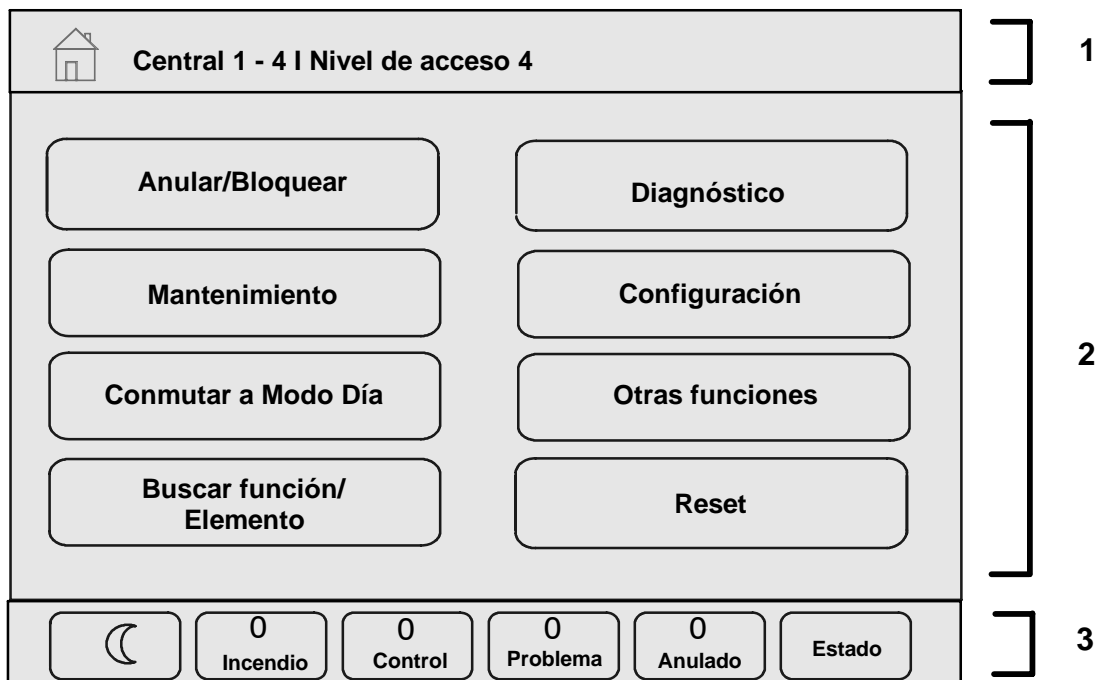 Central 1 - 4 I Nivel de acceso 4
1
Anular/Bloquear
Diagnóstico
Mantenimiento
Configuración
2
Conmutar a Modo Día
Otras funciones
Buscar función/
Elemento
Reset
0
Incendio
0
Control
0
Problema
0
Anulado
Estado
3